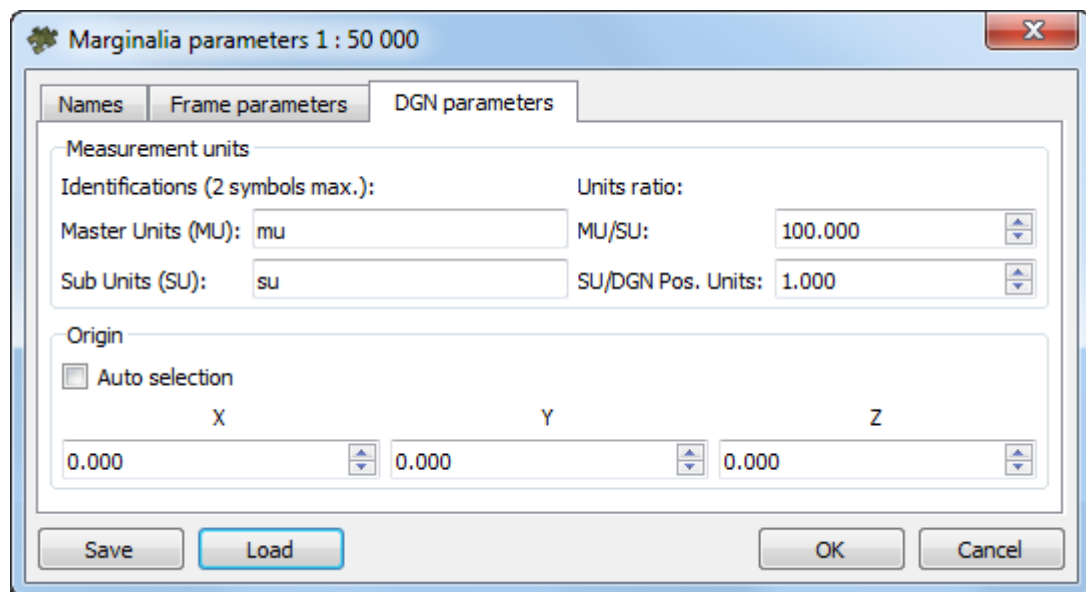 Marginalia parameters 1 : 50 000
Names Frame parameters DGN parameters
Measurement units
Identifications (2 symbols max.): Units ratio:
Master Units (MU): mu MU/SU: 100.000
Sub Units (SU): su SU/DGN Pos. Units: 1.000
Origin
Auto selection
X Y Z
0.000 0.000 0.000
Save Load OK Cancel